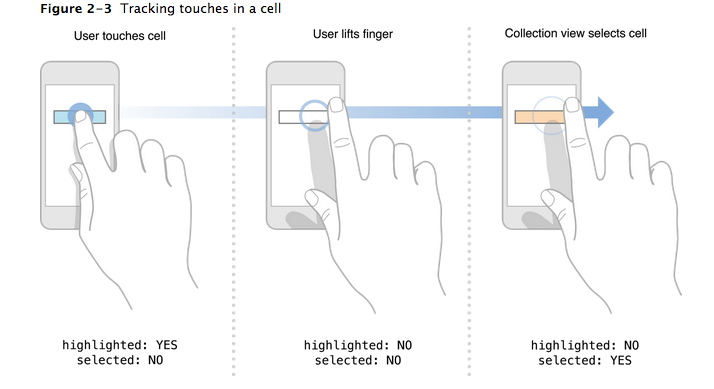 Figure 2-3 Tracking touches in a cell
User touches cell
User lifts finger
Collection view selects cell
highlighted: YES
selected: NO
highlighted: NO
selected: NO
highlighted: NO
selected: YES